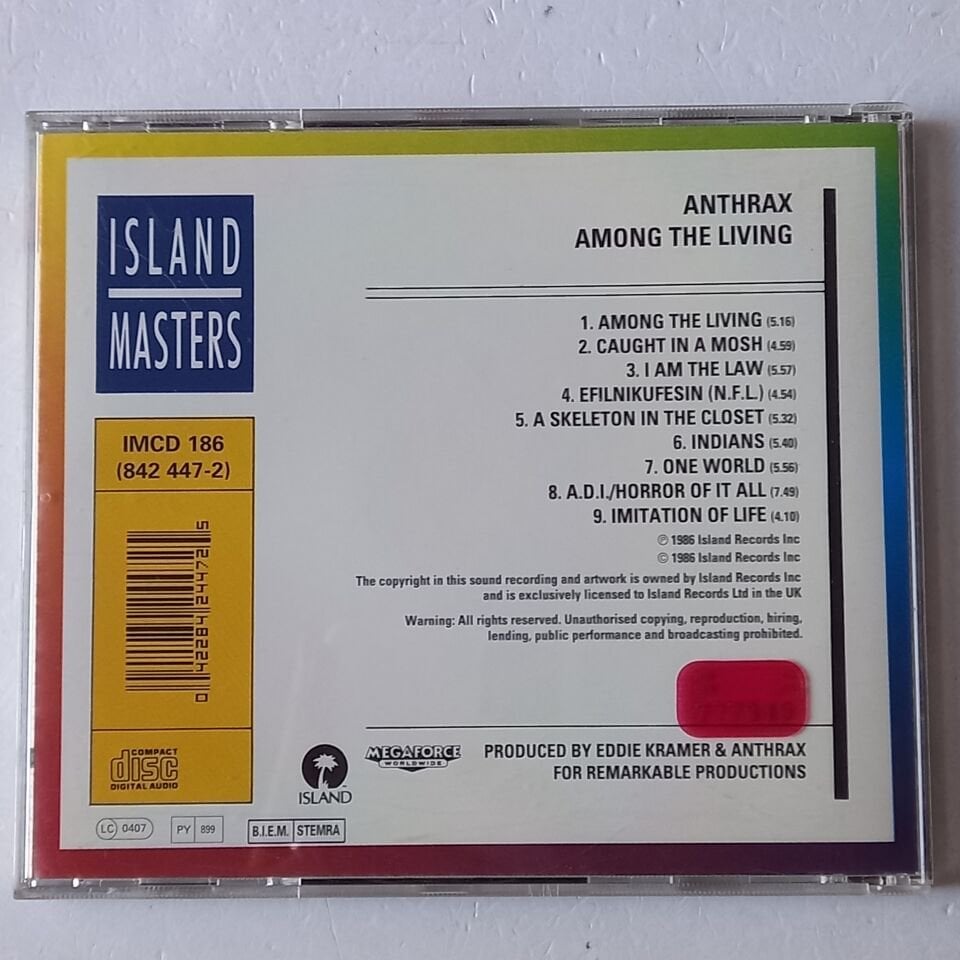 ISLAND
MASTERS
IMCD 186
(842 447-2)
COMPACT
disc
DIGITAL AUDIO
LC 0407
PY 899
B.I.E.M. STEMRA
ANTHRAX
AMONG THE LIVING
1. AMONG THE LIVING (5.16)
2. CAUGHT IN A MOSH (4.59)
3. I AM THE LAW (5.57)
4. EFILNIKUFESIN (N.F.L.) (4.54)
5. A SKELETON IN THE CLOSET (5.32)
6. INDIANS (5.40)
7. ONE WORLD (5.56)
8. A.D.I./HORROR OF IT ALL (7.49)
9. IMITATION OF LIFE (4.10)
℗ 1986 Island Records Inc
© 1986 Island Records Inc
The copyright in this sound recording and artwork is owned by Island Records Inc
and is exclusively licensed to Island Records Ltd in the UK
Warning: All rights reserved. Unauthorised copying, reproduction, hiring,
lending, public performance and broadcasting prohibited.
ISLAND
MEGAFORCE
WORLDWIDE
PRODUCED BY EDDIE KRAMER & ANTHRAX
FOR REMARKABLE PRODUCTIONS